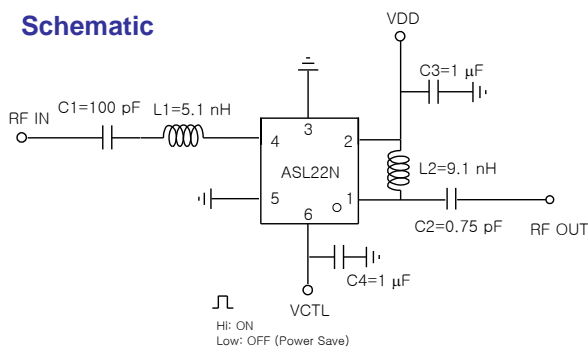 Schematic
VDD
C3=1 μF
C1=100 pF
L1=5.1 nH
RF IN
3
4
2
ASL22N
L2=9.1 nH
5
1
6
C2=0.75 pF
RF OUT
C4=1 μF
VCTL
Hi: ON
Low: OFF (Power Save)